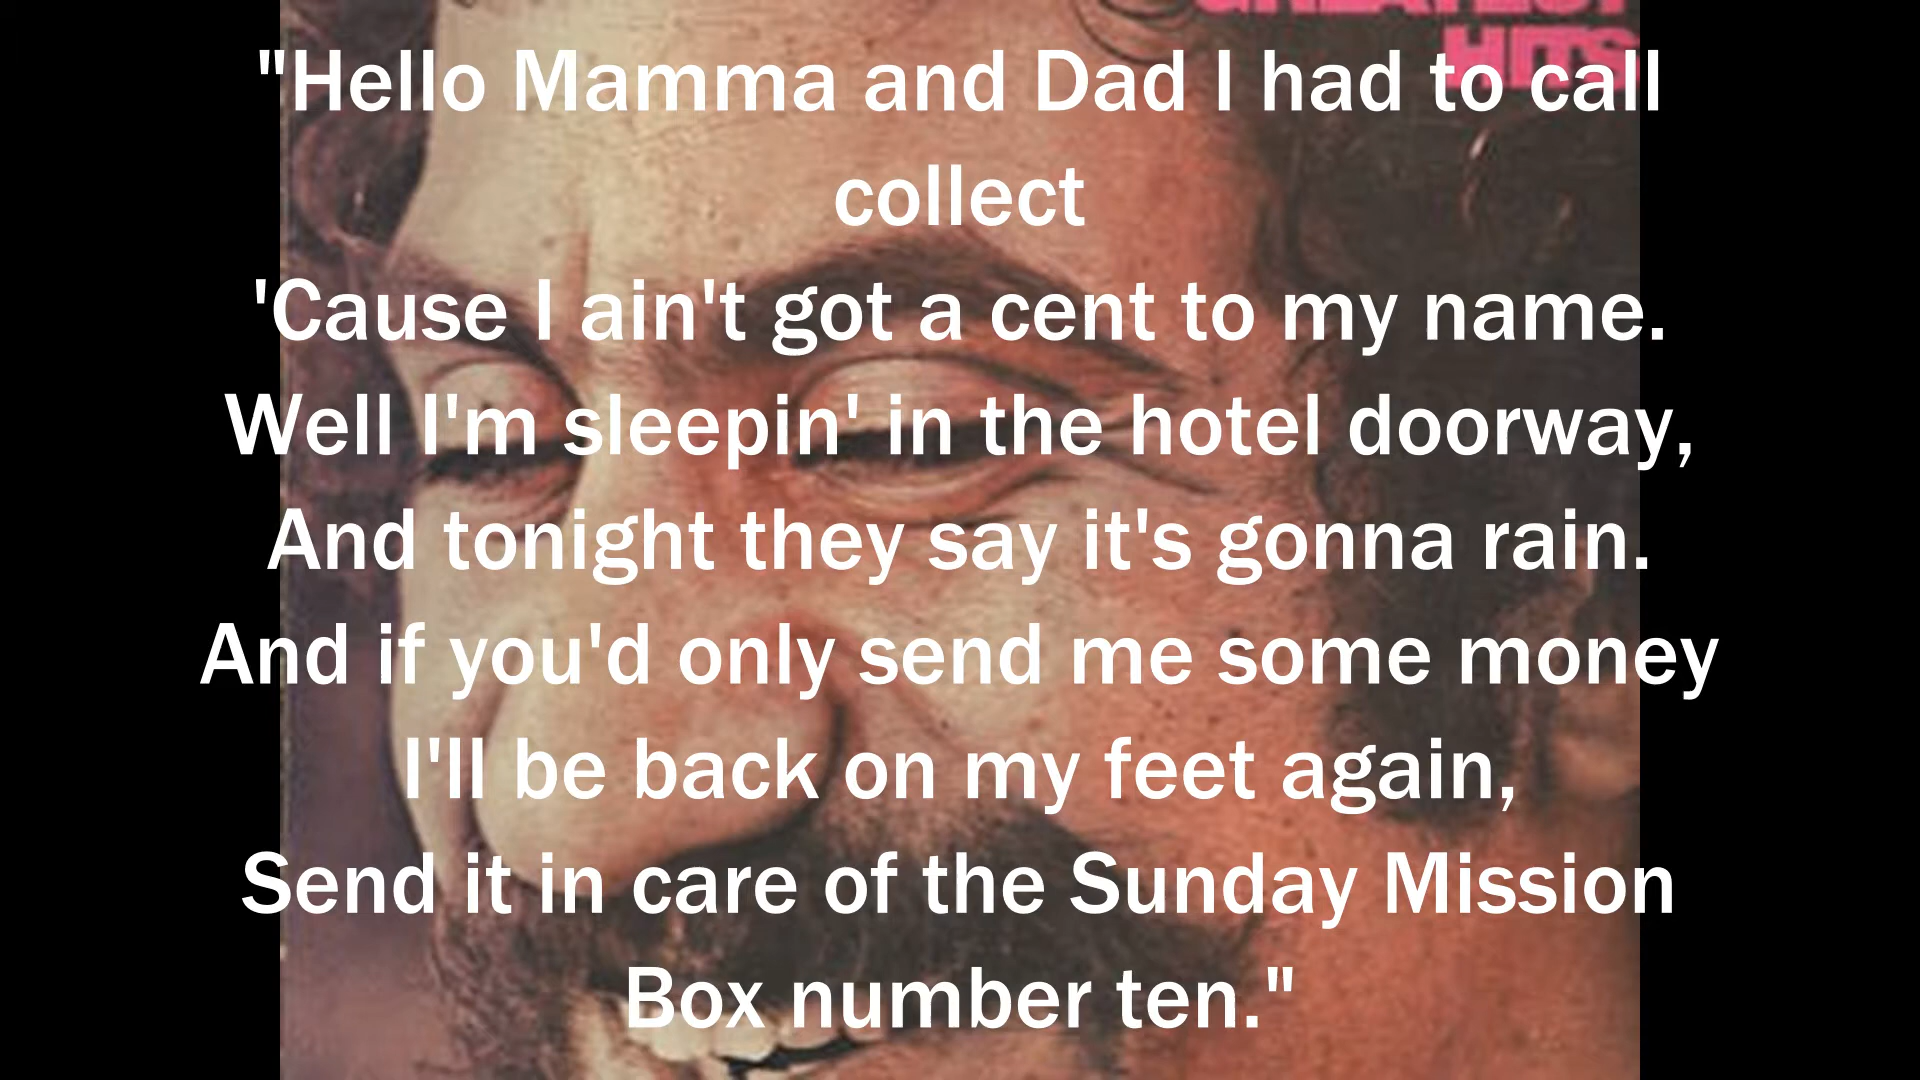 GREATEST
HITS
"Hello Mamma and Dad I had to call
collect
'Cause I ain't got a cent to my name.
Well I'm sleepin' in the hotel doorway,
And tonight they say it's gonna rain.
And if you'd only send me some money
I'll be back on my feet again,
Send it in care of the Sunday Mission
Box number ten."